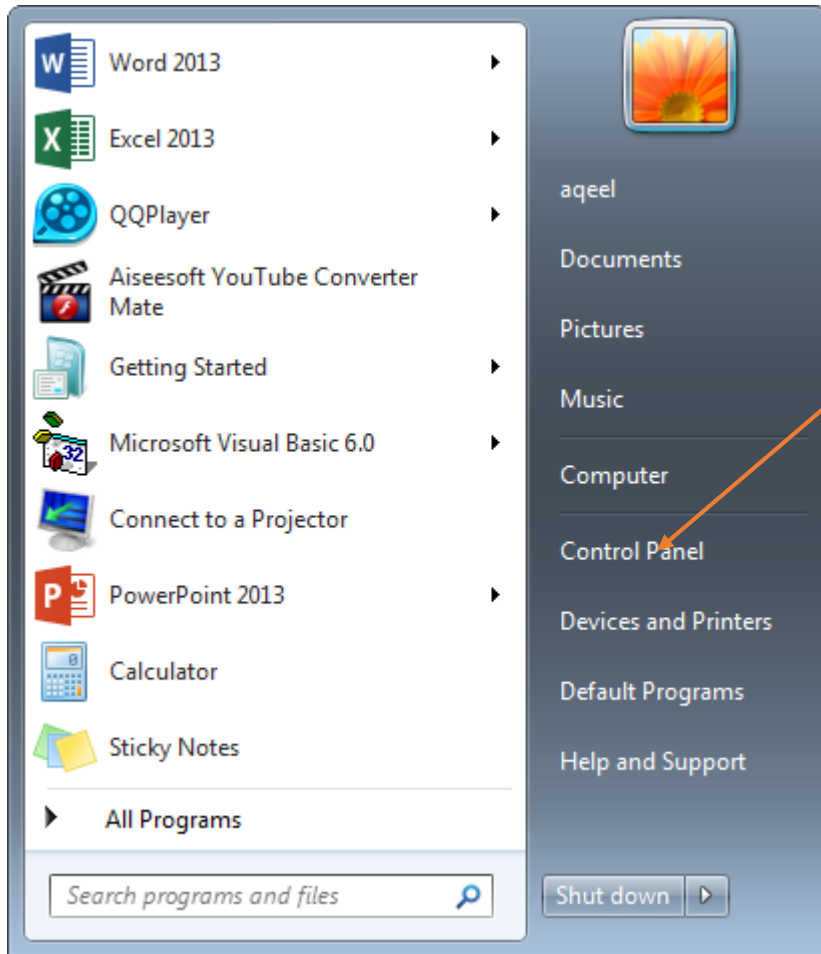 Word 2013
Excel 2013
QQPlayer
Aiseesoft YouTube Converter
Mate
Getting Started
Microsoft Visual Basic 6.0
Connect to a Projector
PowerPoint 2013
Calculator
Sticky Notes
All Programs
Search programs and files
aqeel
Documents
Pictures
Music
Computer
Control Panel
Devices and Printers
Default Programs
Help and Support
Shut down